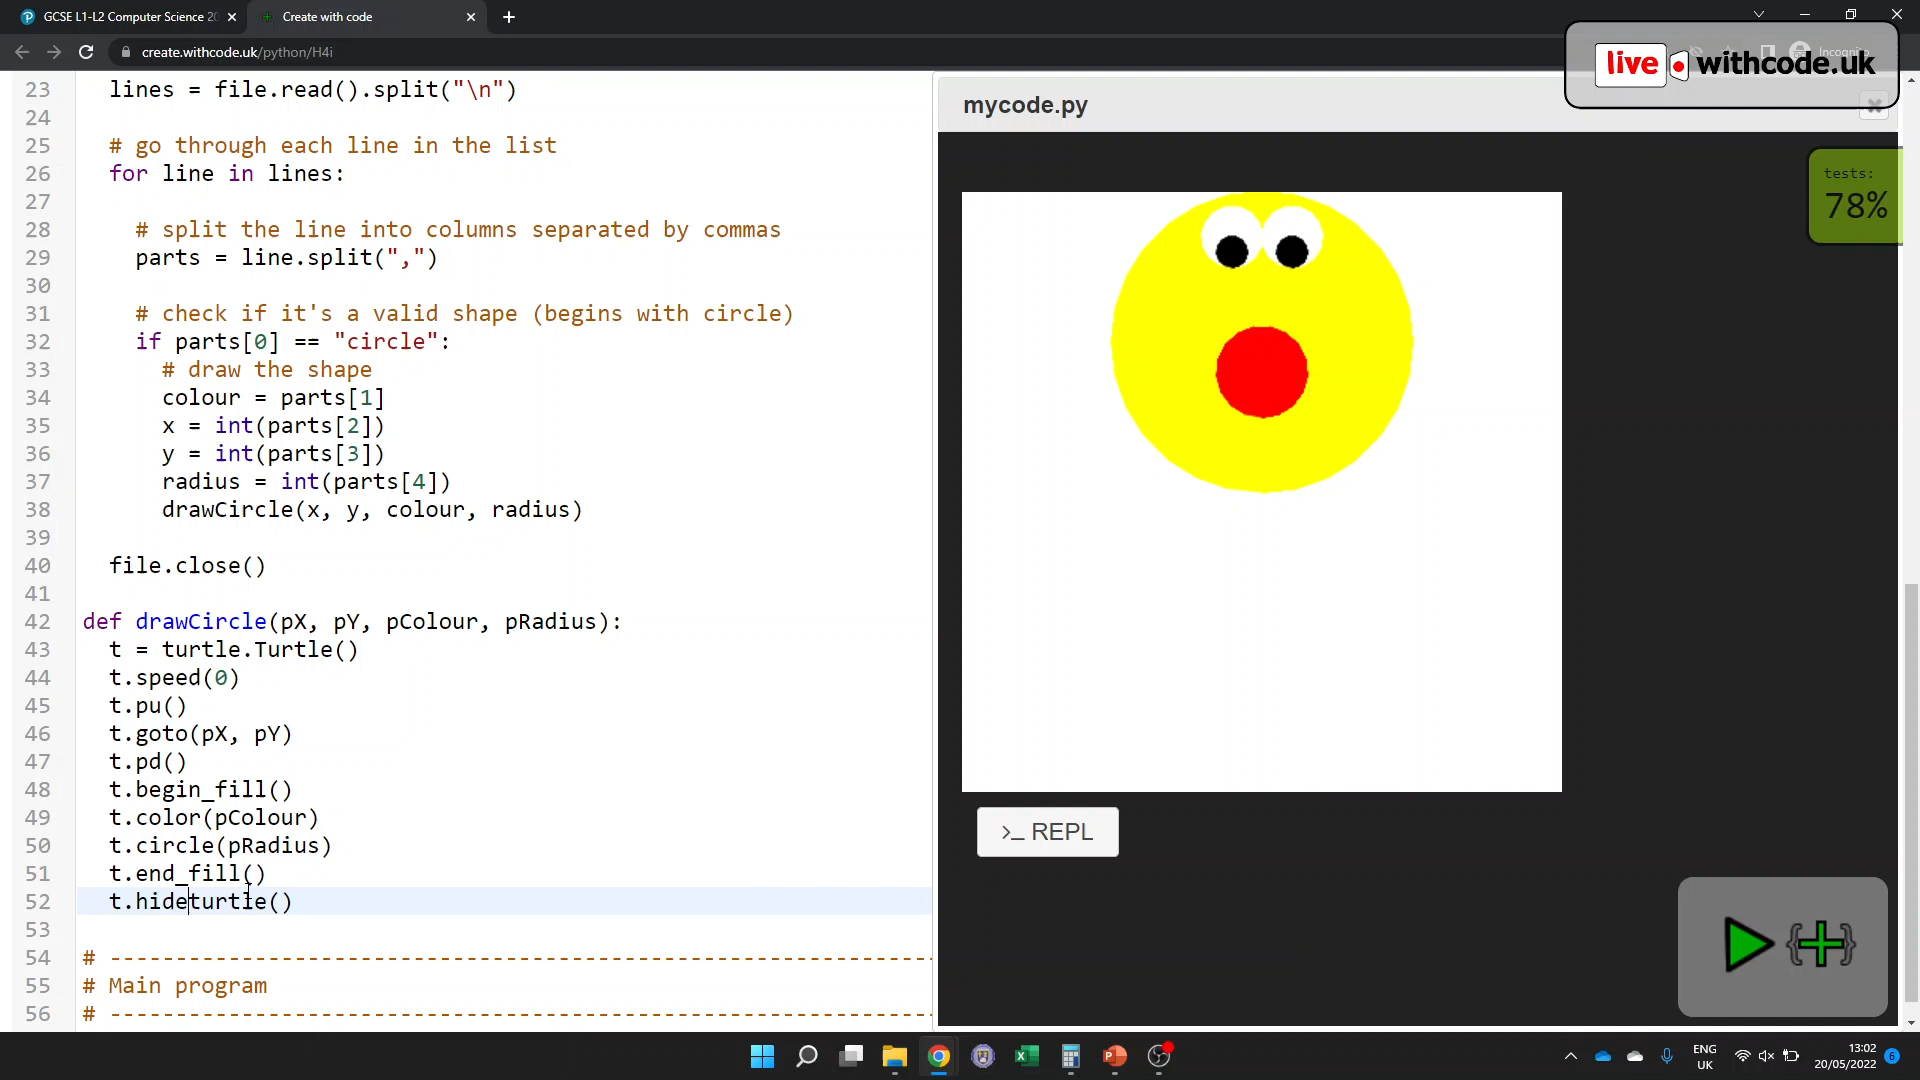 GCSE L1-L2 Computer Science 20
Create with code
create.withcode.uk/python/H4i
Incognito
live withcode.uk
23 lines = file.read().split("\n")
24
25 # go through each line in the list
26 for line in lines:
27
28 # split the line into columns separated by commas
29 parts = line.split(",")
30
31 # check if it's a valid shape (begins with circle)
32 if parts[0] == "circle":
33 # draw the shape
34 colour = parts[1]
35 x = int(parts[2])
36 y = int(parts[3])
37 radius = int(parts[4])
38 drawCircle(x, y, colour, radius)
39
40 file.close()
41
42 def drawCircle(pX, pY, pColour, pRadius):
43 t = turtle.Turtle()
44 t.speed(0)
45 t.pu()
46 t.goto(pX, pY)
47 t.pd()
48 t.begin_fill()
49 t.color(pColour)
50 t.circle(pRadius)
51 t.end_fill()
52 t.hideturtle()
53
54 # ---------------------------------------------------------------
55 # Main program
56 # ---------------------------------------------------------------
mycode.py
tests:
78%
>_ REPL
{+}
ENG
UK
13:02
20/05/2022
6